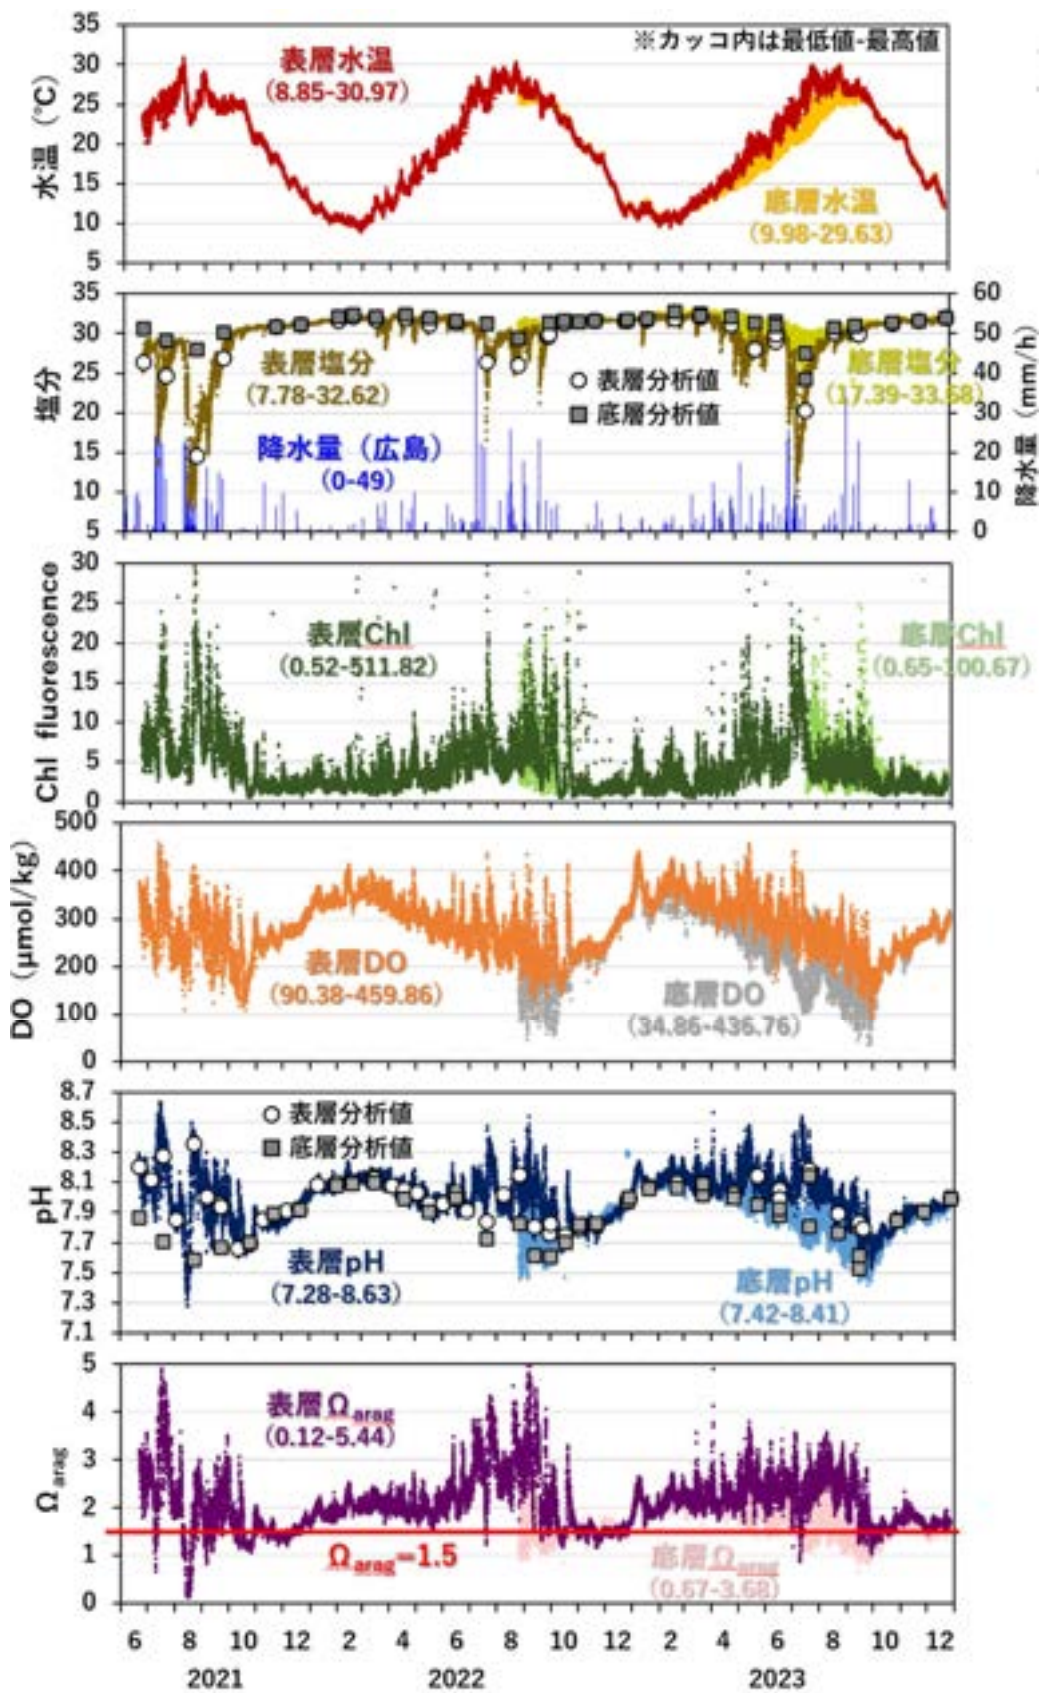 35
30
25
20
15
10
5
水温（℃）
※カッコ内は最低値-最高値
表層水温
（8.85-30.97）
底層水温
（9.98-29.63）
35
30
25
20
15
10
5
塩分
60
50
40
30
20
10
0
降水量（mm/h）
表層塩分
（7.78-32.62）
○表層分析値
■底層分析値
底層塩分
（17.39-33.68）
降水量（広島）
（0-49）
30
25
20
15
10
5
0
Chl fluorescence
表層Chl
（0.52-511.82）
底層Chl
（0.65-100.67）
500
400
300
200
100
0
DO（μmol/kg）
表層DO
（90.38-459.86）
底層DO
（34.86-436.76）
8.7
8.5
8.3
8.1
7.9
7.7
7.5
7.3
7.1
pH
○表層分析値
■底層分析値
表層pH
（7.28-8.63）
底層pH
（7.42-8.41）
5
4
3
2
1
0
Ωarag
表層Ωarag
（0.12-5.44）
Ωarag=1.5
底層Ωarag
（0.67-3.68）
6 8 10 12 2 4 6 8 10 12 2 4 6 8 10 12
2021 2022 2023